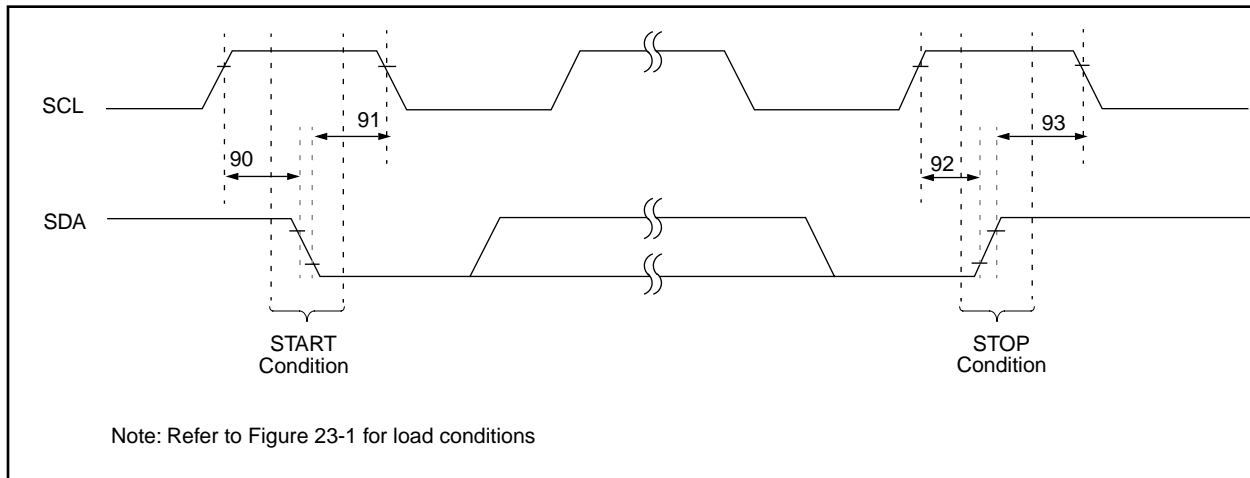 SCL
91
93
90
92
SDA
START
Condition
STOP
Condition
Note: Refer to Figure 23-1 for load conditions